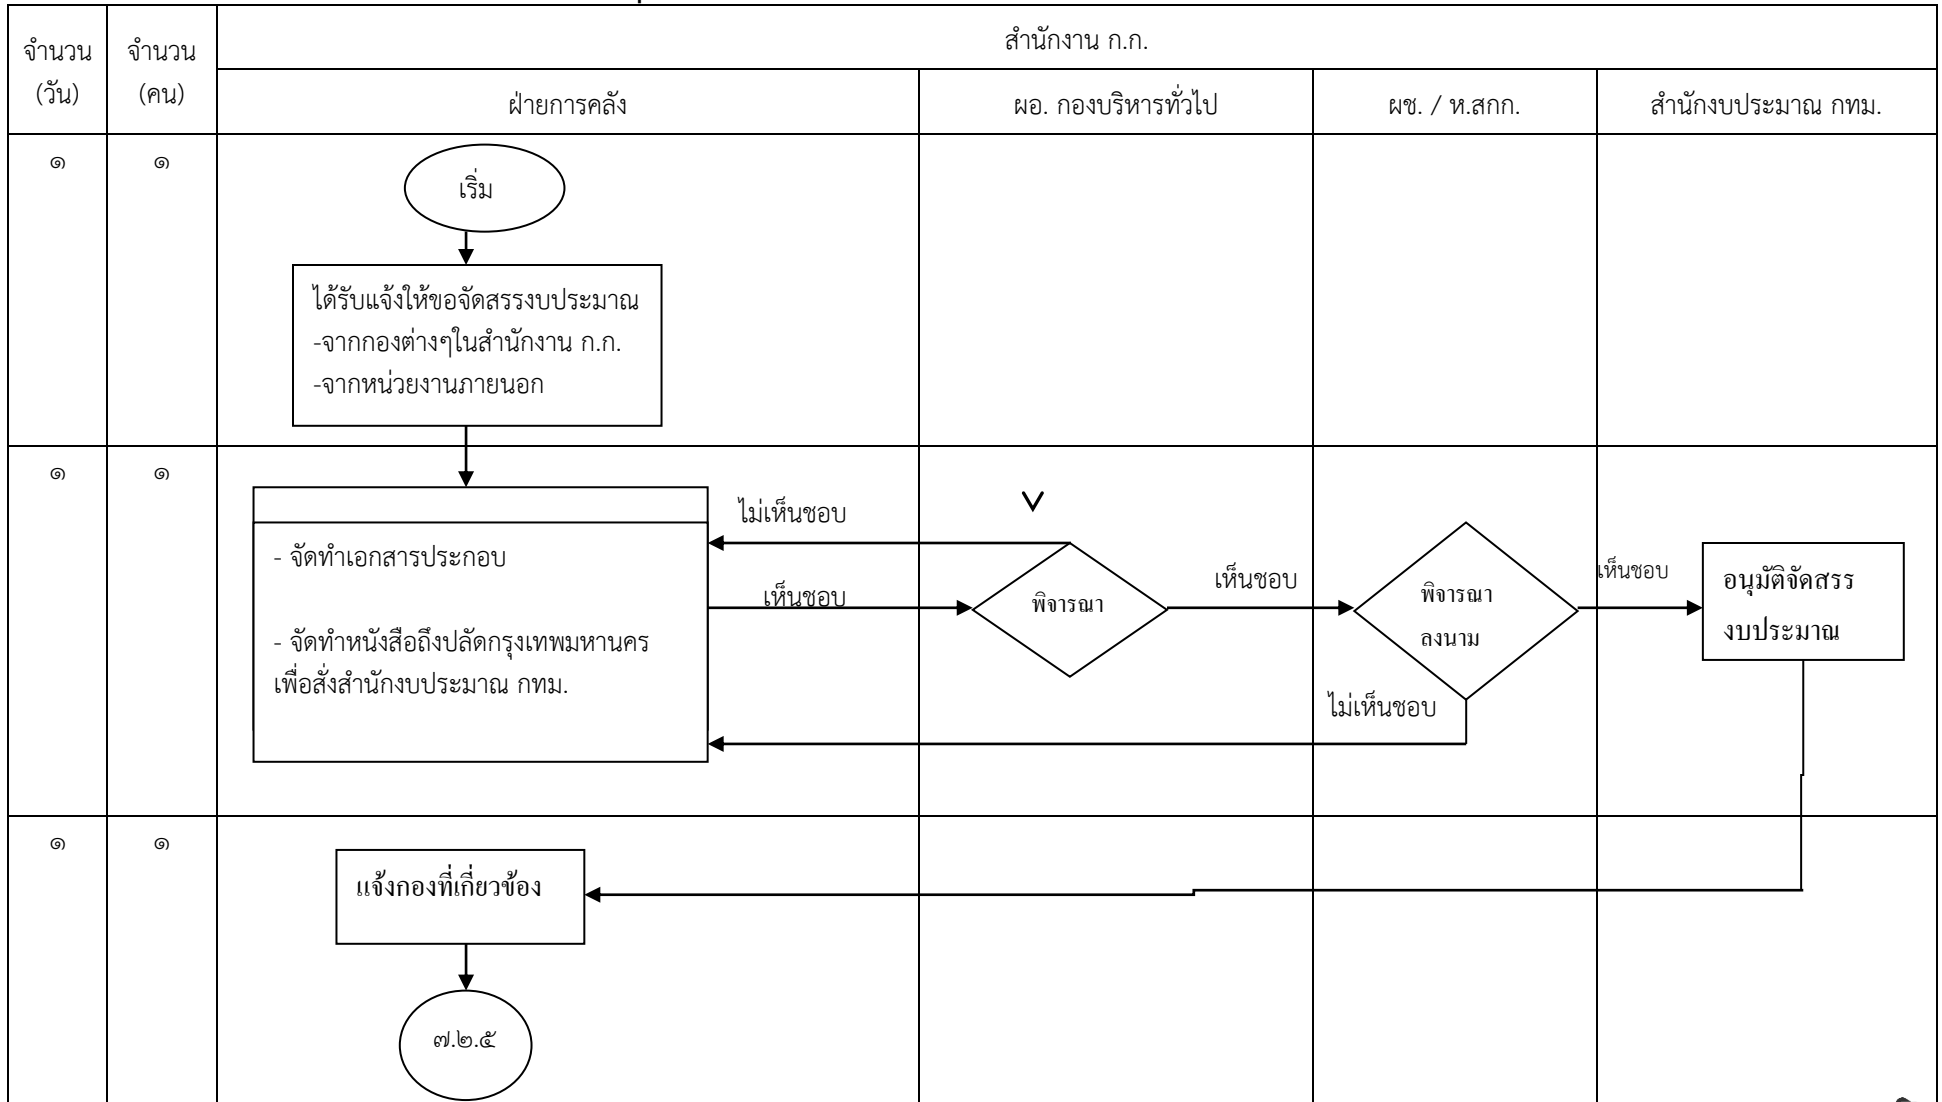 สำนักงาน ก.ก.
จำนวน
(วัน)
จำนวน
(คน)
ฝ่ายการคลัง
ผอ. กองบริหารทั่วไป
ผช. / ห.สกก.
สำนักงบประมาณ กทม.
๑
๑
เริ่ม
ได้รับแจ้งให้ขอจัดสรรงบประมาณ
-จากกองต่างๆในสำนักงาน ก.ก.
-จากหน่วยงานภายนอก
๑
๑
- จัดทำเอกสารประกอบ
- จัดทำหนังสือถึงปลัดกรุงเทพมหานคร
เพื่อสั่งสำนักงบประมาณ กทม.
ไม่เห็นชอบ
เห็นชอบ
พิจารณา
เห็นชอบ
พิจารณา
ลงนาม
ไม่เห็นชอบ
เห็นชอบ
อนุมัติจัดสรร
งบประมาณ
๑
๑
แจ้งกองที่เกี่ยวข้อง
๗.๒.๕